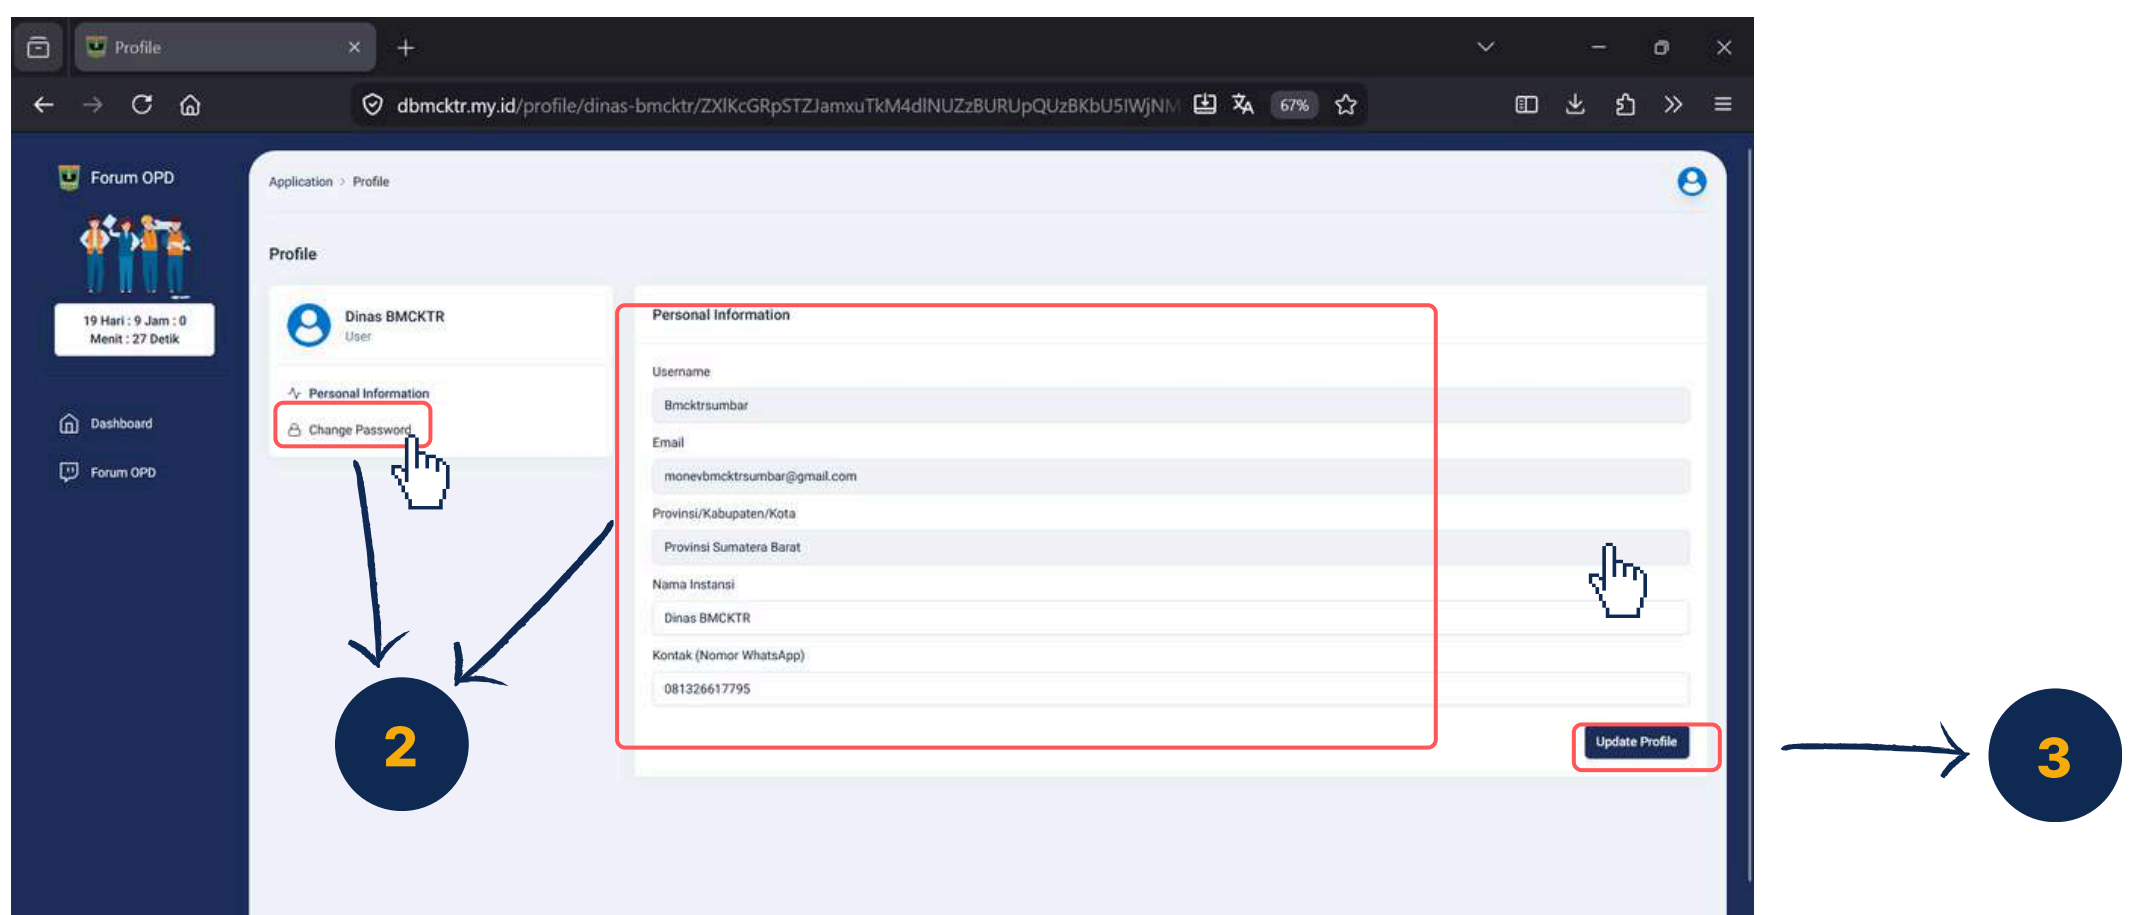 Profile
dbmcktr.my.id/profile/dinas-bmcktr/
67%
Forum OPD
Application > Profile
Profile
19 Hari : 9 Jam : 0
Menit : 27 Detik
Dashboard
Forum OPD
Dinas BMCKTR
User
Personal Information
Change Password
Personal Information
Username
Bmcktrsumbar
Email
monevbmcktrsumbar@gmail.com
Provinsi/Kabupaten/Kota
Provinsi Sumatera Barat
Nama Instansi
Dinas BMCKTR
Kontak (Nomor WhatsApp)
081326617795
Update Profile
2
3